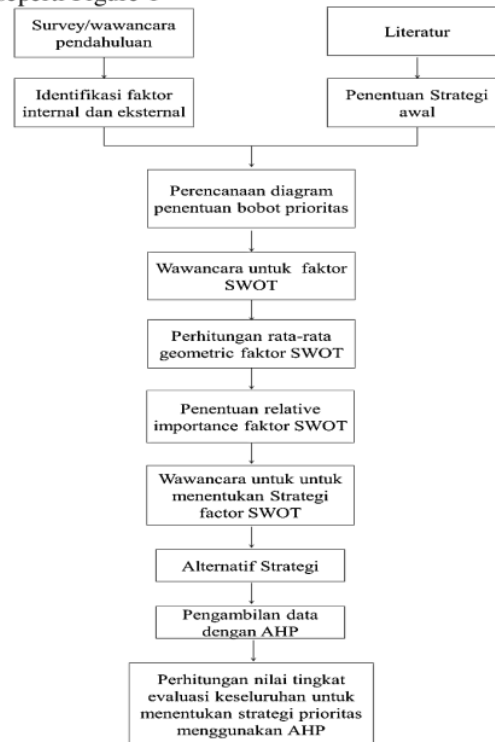 Survey/wawancara
pendahuluan
Literatur
Identifikasi faktor
internal dan eksternal
Penentuan Strategi
awal
Perencanaan diagram
penentuan bobot prioritas
Wawancara untuk faktor
SWOT
Perhitungan rata-rata
geometric faktor SWOT
Penentuan relative
importance faktor SWOT
Wawancara untuk untuk
menentukan Strategi
factor SWOT
Alternatif Strategi
Pengambilan data
dengan AHP
Perhitungan nilai tingkat
evaluasi keseluruhan untuk
menentukan strategi prioritas
menggunakan AHP